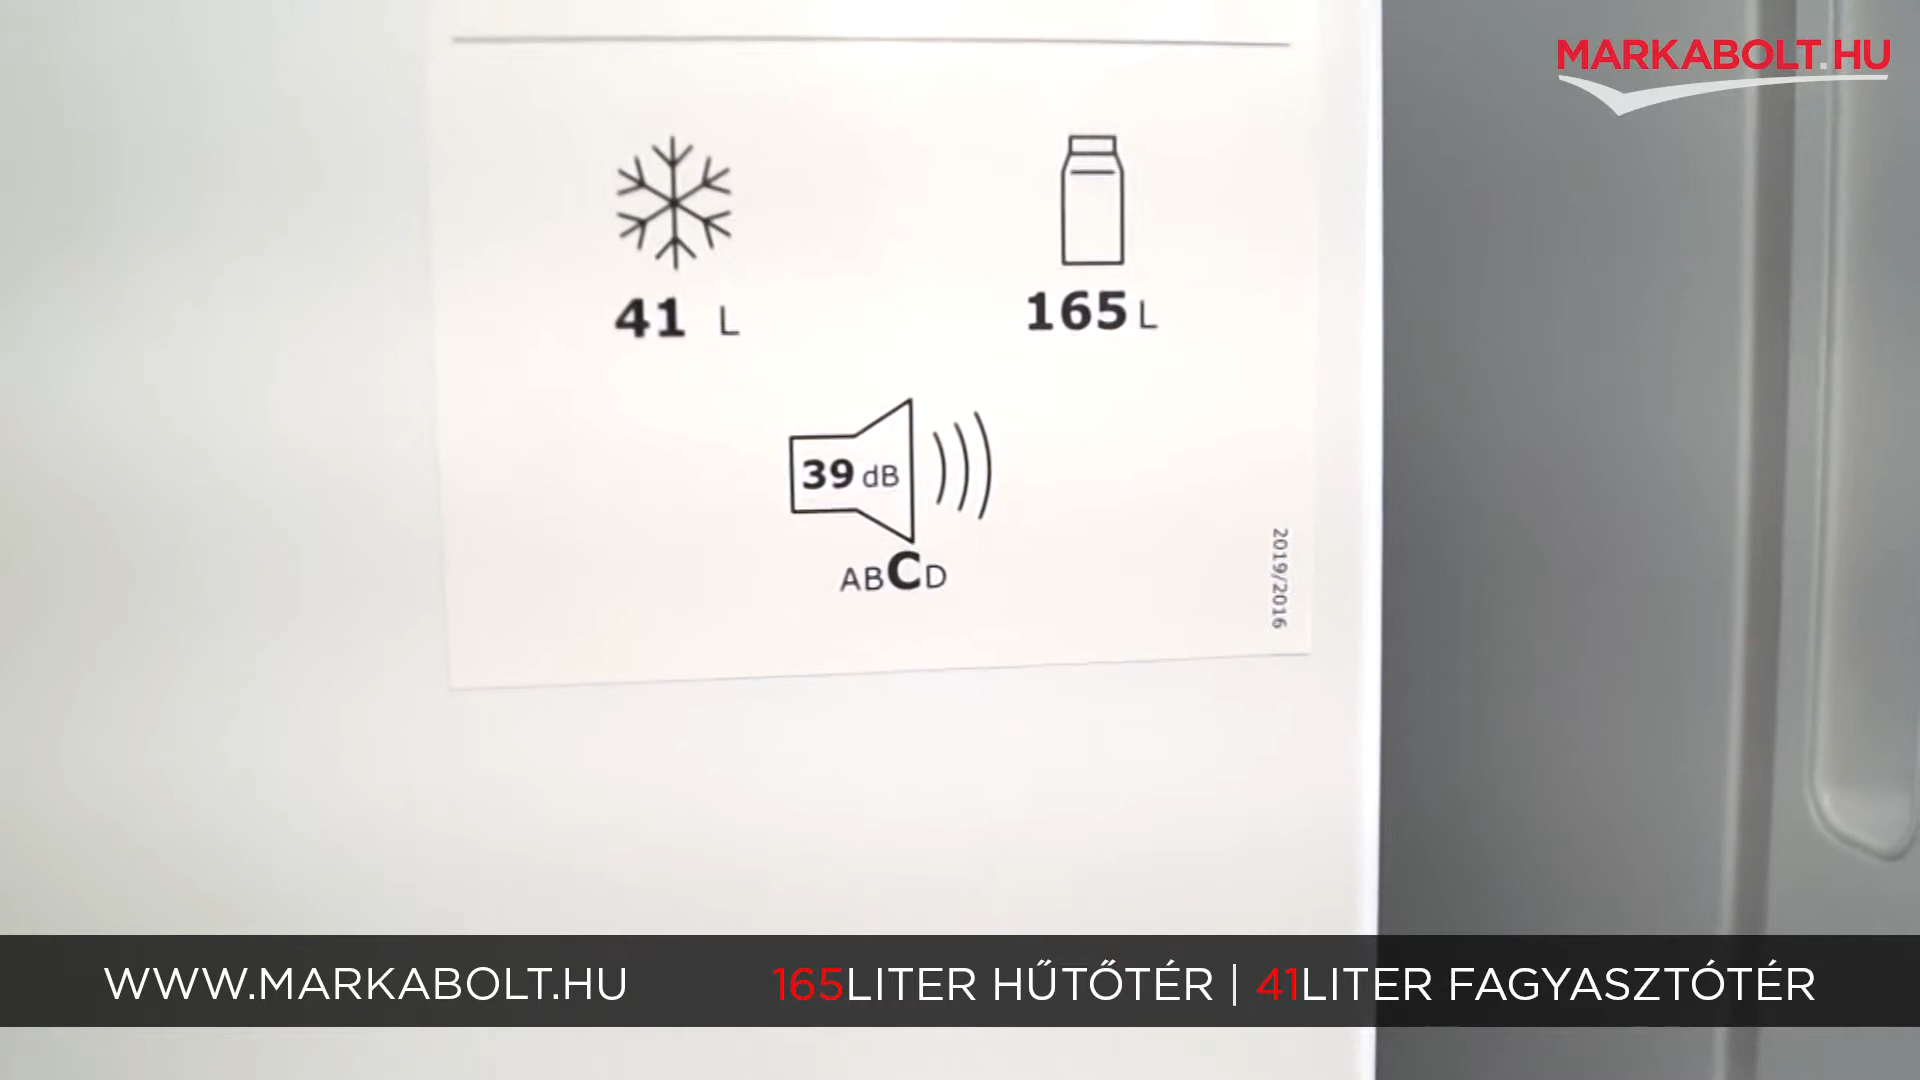 MARKABOLT.HU
41 L
165 L
39 dB
ABCD
2019/2016
WWW.MARKABOLT.HU
165LITER HŰTŐTÉR | 41LITER FAGYASZTÓTÉR